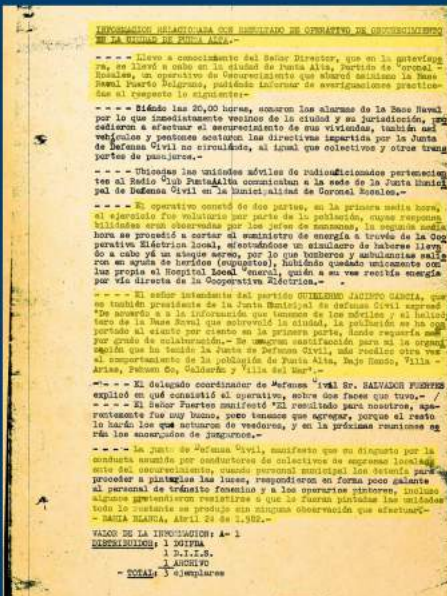 INFORMACION RELACIONADA CON RESULTADO DE OPERATIVO DE OSCURECIMIENTO
EN LA CIUDAD DE PUNTA ALTA.-
- - - - Llevo a conocimiento del Señor Director, que en la antevíspe
ra, se llevó a cabo en la ciudad de Punta Alta, Partido de Coronel -
Rosales, un operativo de Oscurecimiento que abarcó asimismo la Base
Naval Puerto Belgrano, pudiendo informar de averiguaciones practica-
das al respecto lo siguiente:-
- - - - Siendo las 20,00 horas, sonaron las alarmas de la Base Naval
por lo que inmediatamente vecinos de la ciudad y su jurisdicción, pro
cedieron a efectuar el oscurecimiento de sus viviendas, también así
vehículos y peatones acataron las directivas impartida por la Junta
de Defensa Civil no circulando, al igual que colectivos y otros trans
portes de pasajeros.-
- - - - Ubicadas las unidades móviles de radioaficionados pertenecien
tes al Radio Club Punta Alta comunicaban a la sede de la Junta Munici
pal de Defensa Civil en la Municipalidad de Coronel Rosales.-
- - - - El operativo constó de dos partes, en la primera media hora,
el ejercicio fue voluntario por parte de la población, cuyas responsa
bilidades eran observadas por los jefes de manzanas, la segunda media
hora se procedió a cortar el suministro de energía a través de la Coo
perativa Eléctrica local, efectuándose un simulacro de haberse lleva
do a cabo yá un ataque aereo, por lo que bomberos y ambulancias salie
ron en ayuda de heridos (supuestos), habiendo quedado unicamente con
luz propia el Hospital Local General, quién a su vez recibía energía
por vía directa de la Cooperativa Eléctrica.-
- - - - El señor intendente del partido GUILLERMO JACINTO GARCIA, que
es también presidente de la Junta Municipal de defensa Civil expresó
"De acuerdo a a la información que tenemos de los móviles y el helicóp
tero de la Base Naval que sobrevoló la ciudad, la población se ha com
portado al ciento por ciento en la primera parte, donde requería ma
yor grado de colaboración.- Es unagran satisfacción para mi la organi
zación que ha tenido la Junta de Defensa Civil, más recalco otra vez
el comportamiento de la población de Punta Alta, Bajo Hondo, Villa -
Arias, Pehuen Co, Calderón y Villa del Mar".-
- - - - El delegado coordinador de Defensa Civil Sr. SALVADOR FUERTES
explicó en qué consistió el operativo, sobre dos fases que tuvo.- /
- - - - El Señor Fuertes manifestó "El resultado para nosotros, apa-
rentemente fue muy bueno, poco tenemos que agregar, porque el resto
lo harán los que actuaron de veedores, y en la próximas reuniones se
rán los encargados de juzgarnos.-
- - - - La junta de Defensa Civil, manifesto que su disgusto por la
conducta asumida por conductores de colectivos de empresas locales
ante del oscurecimiento, cuando personal municipal los detenía para
proceder a pintarles las luces, respondieron en forma poco galante
al personal de tránsito femenino y a los operarios pintores, incluso
algunos pretendieron resistirse a que le fueran pintadas las unidades
todo lo restante se produjo sin ninguna observación que efectuar.-
- BAHIA BLANCA, Abril 24 de 1.982.-
VALOR DE LA INFORMACION: A- 1
DISTRIBUIDOR: 1 DGIPBA
1 D.I.I.S.
1 ARCHIVO
- TOTAL: 3 ejemplares